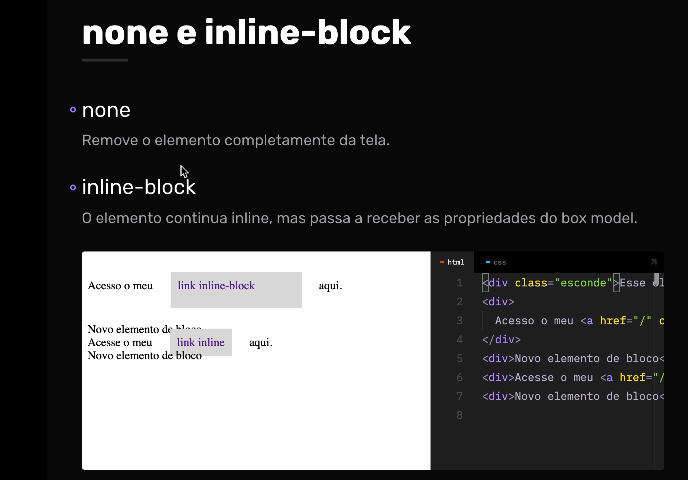 none e inline-block
none
Remove o elemento completamente da tela.
inline-block
O elemento continua inline, mas passa a receber as propriedades do box model.
html css
Acesso o meu link inline-block aqui.
Novo elemento de bloco
Acesse o meu link inline aqui.
Novo elemento de bloco
1 <div class="esconde">Esse el
2 <div>
3 Acesso o meu <a href="/" c
4 </div>
5 <div>Novo elemento de bloco<
6 <div>Acesse o meu <a href="/
7 <div>Novo elemento de bloco<
8